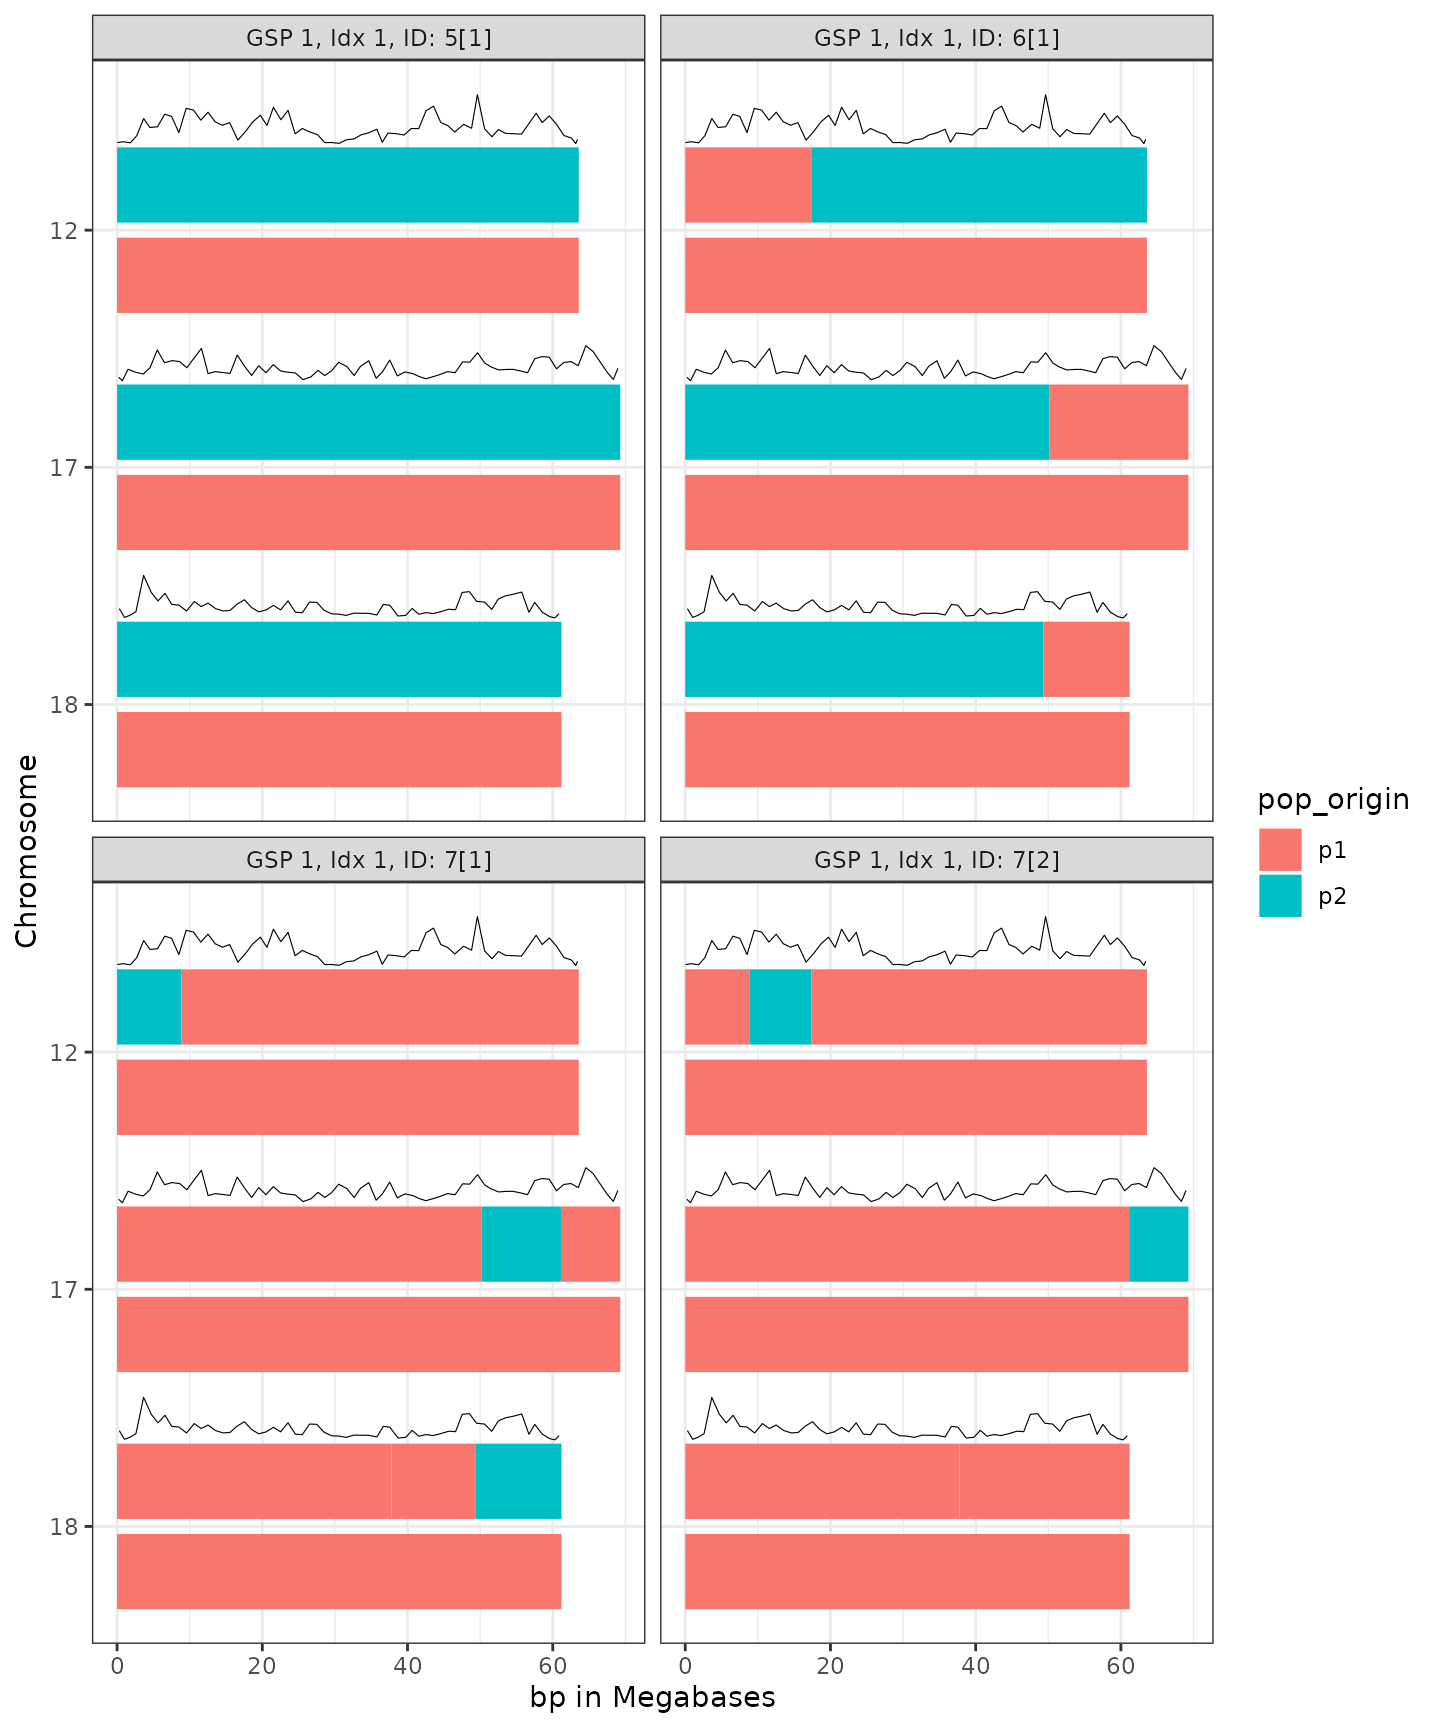 GSP 1, Idx 1, ID: 5[1]
GSP 1, Idx 1, ID: 6[1]
12
17
18
GSP 1, Idx 1, ID: 7[1]
GSP 1, Idx 1, ID: 7[2]
12
17
18
0 20 40 60
0 20 40 60
bp in Megabases
Chromosome
pop_origin
p1
p2